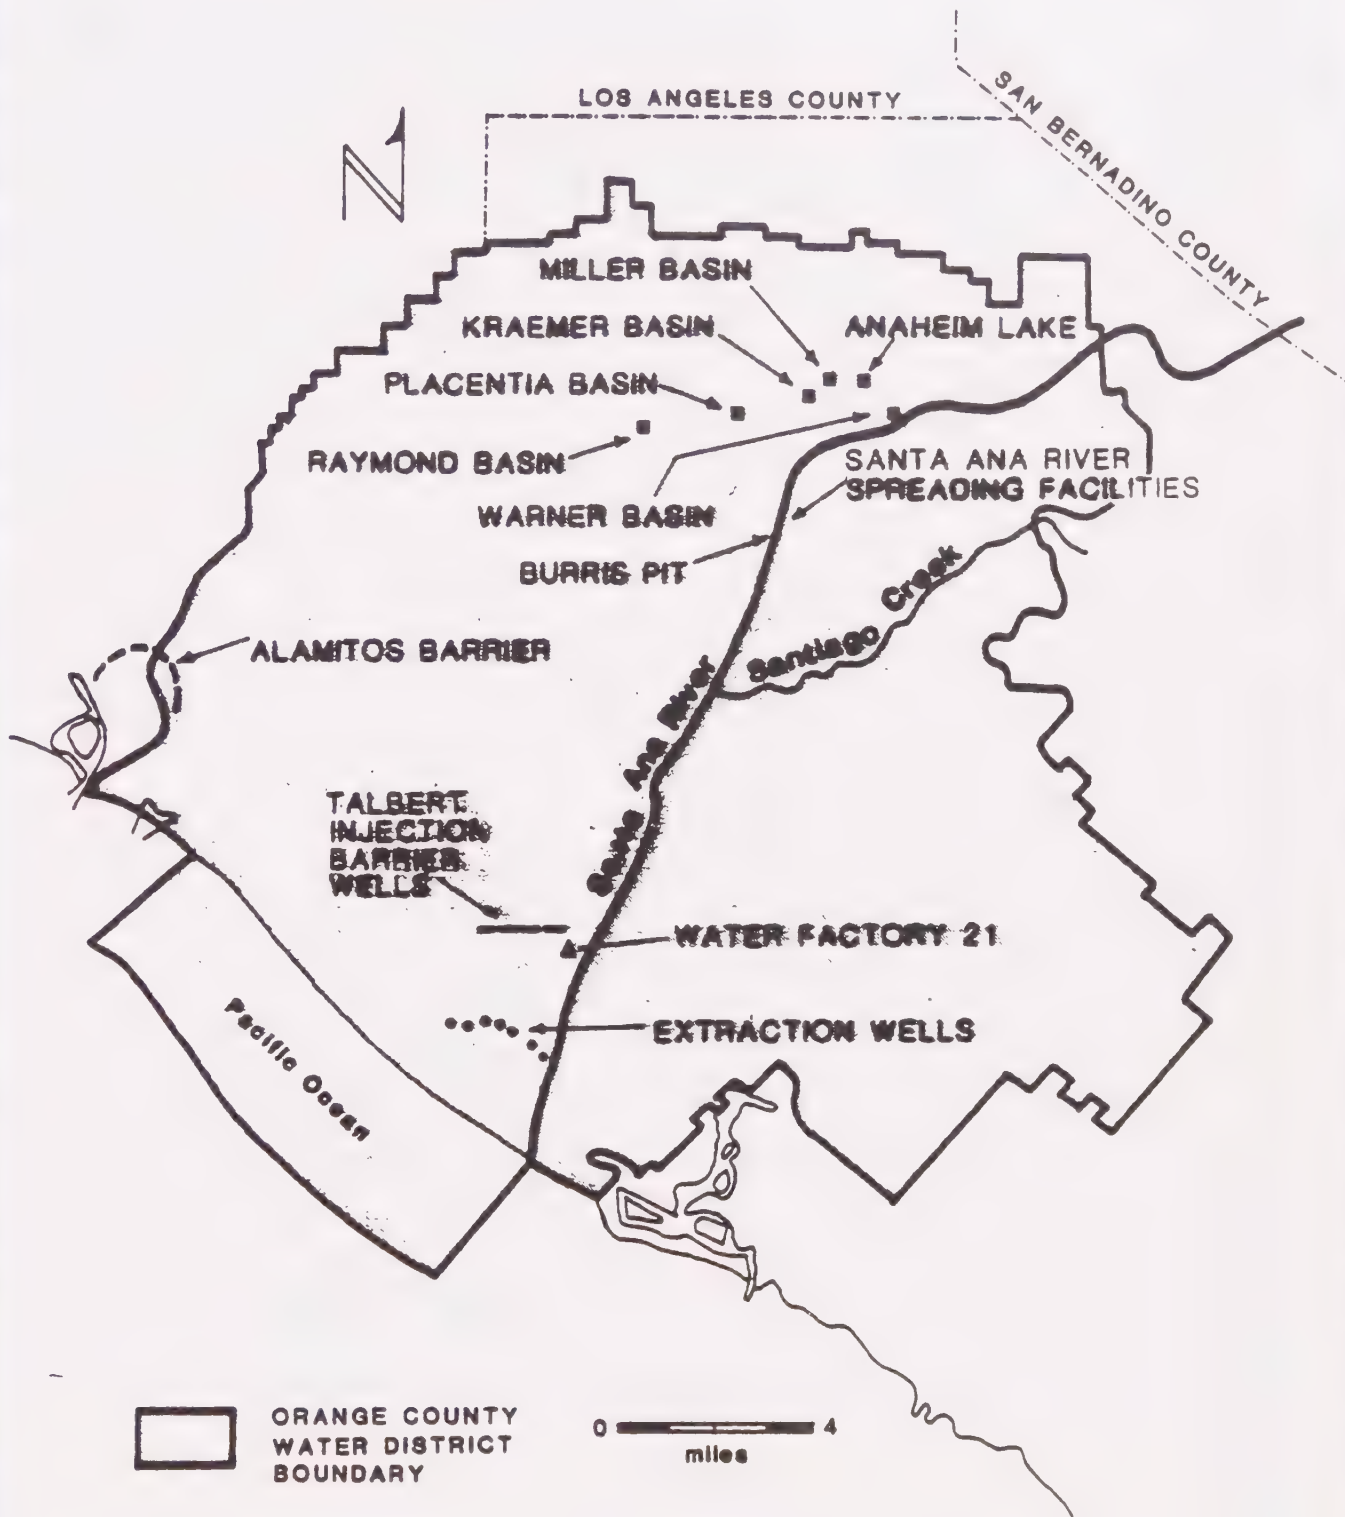 LOS ANGELES COUNTY
SAN BERNADINO COUNTY
N
MILLER BASIN
KRAEMER BASIN
ANAHEIM LAKE
PLACENTIA BASIN
RAYMOND BASIN
SANTA ANA RIVER
SPREADING FACILITIES
WARNER BASIN
BURRIS PIT
Santiago Creek
ALAMITOS BARRIER
Santa Ana River
TALBERT
INJECTION
BARRIER
WELLS
WATER FACTORY 21
EXTRACTION WELLS
Pacific Ocean
ORANGE COUNTY
WATER DISTRICT
BOUNDARY
0 4
miles